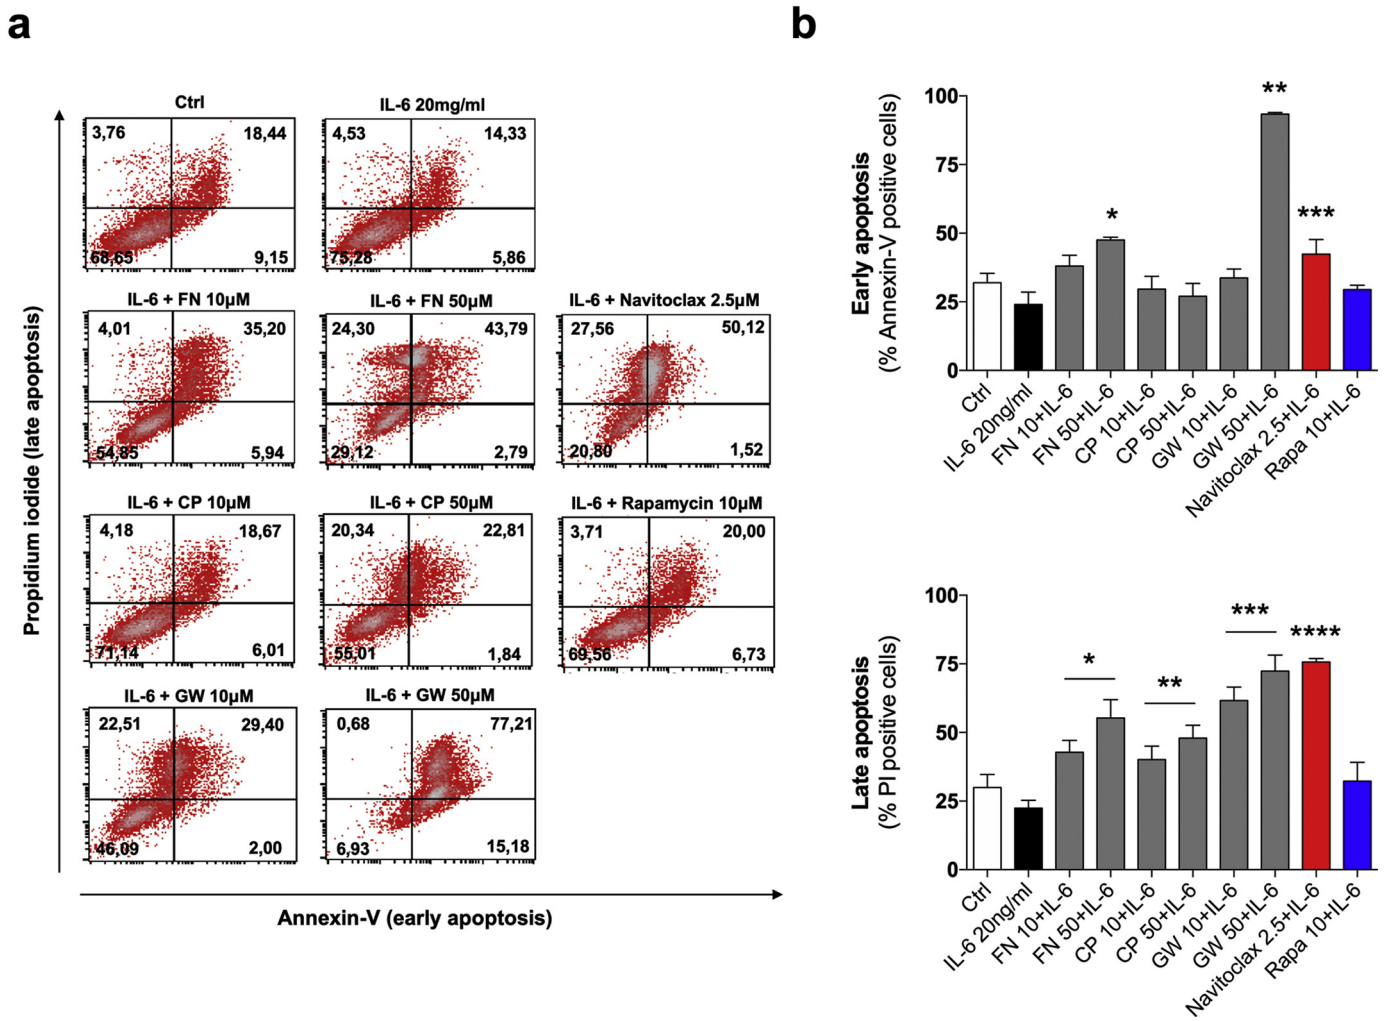 a
Ctrl
3,76 18,44
68,65 9,15
IL-6 20mg/ml
4,53 14,33
75,28 5,86
IL-6 + FN 10µM
4,01 35,20
54,85 5,94
IL-6 + FN 50µM
24,30 43,79
29,12 2,79
IL-6 + Navitoclax 2.5µM
27,56 50,12
20,80 1,52
IL-6 + CP 10µM
4,18 18,67
71,14 6,01
IL-6 + CP 50µM
20,34 22,81
55,01 1,84
IL-6 + Rapamycin 10µM
3,71 20,00
69,56 6,73
IL-6 + GW 10µM
22,51 29,40
46,09 2,00
IL-6 + GW 50µM
0,68 77,21
6,93 15,18
Propidium iodide (late apoptosis)
Annexin-V (early apoptosis)
b
Early apoptosis
(% Annexin-V positive cells)
100
75
50
25
0
*
**
***
Ctrl
IL-6 20ng/ml
FN 10+IL-6
FN 50+IL-6
CP 10+IL-6
CP 50+IL-6
GW 10+IL-6
GW 50+IL-6
Navitoclax 2.5+IL-6
Rapa 10+IL-6
Late apoptosis
(% PI positive cells)
100
75
50
25
0
*
**
***
****
Ctrl
IL-6 20ng/ml
FN 10+IL-6
FN 50+IL-6
CP 10+IL-6
CP 50+IL-6
GW 10+IL-6
GW 50+IL-6
Navitoclax 2.5+IL-6
Rapa 10+IL-6